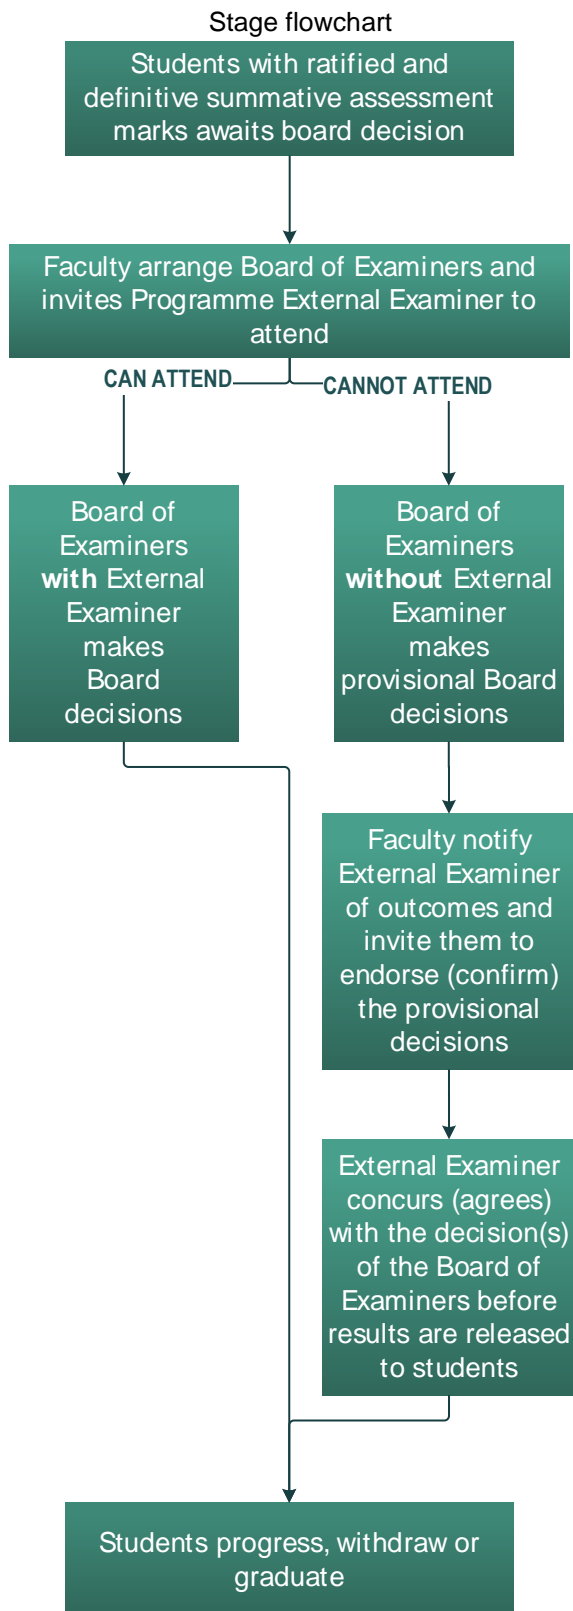 Stage flowchart
Students with ratified and
definitive summative assessment
marks awaits board decision
Faculty arrange Board of Examiners and
invites Programme External Examiner to
attend
CAN ATTEND
CANNOT ATTEND
Board of
Examiners
with External
Examiner
makes
Board
decisions
Board of
Examiners
without External
Examiner
makes
provisional Board
decisions
Faculty notify
External Examiner
of outcomes and
invite them to
endorse (confirm)
the provisional
decisions
External Examiner
concurs (agrees)
with the decision(s)
of the Board of
Examiners before
results are released
to students
Students progress, withdraw or
graduate